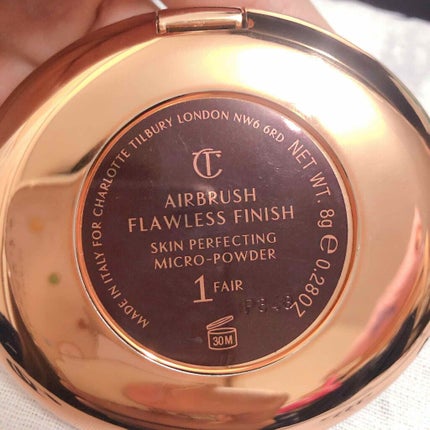 MADE IN ITALY FOR CHARLOTTE TILBURY LONDON NW6 6RD
NET WT. 8g e 0.28OZ
CT
AIRBRUSH
FLAWLESS FINISH
SKIN PERFECTING
MICRO-POWDER
1 FAIR
30M